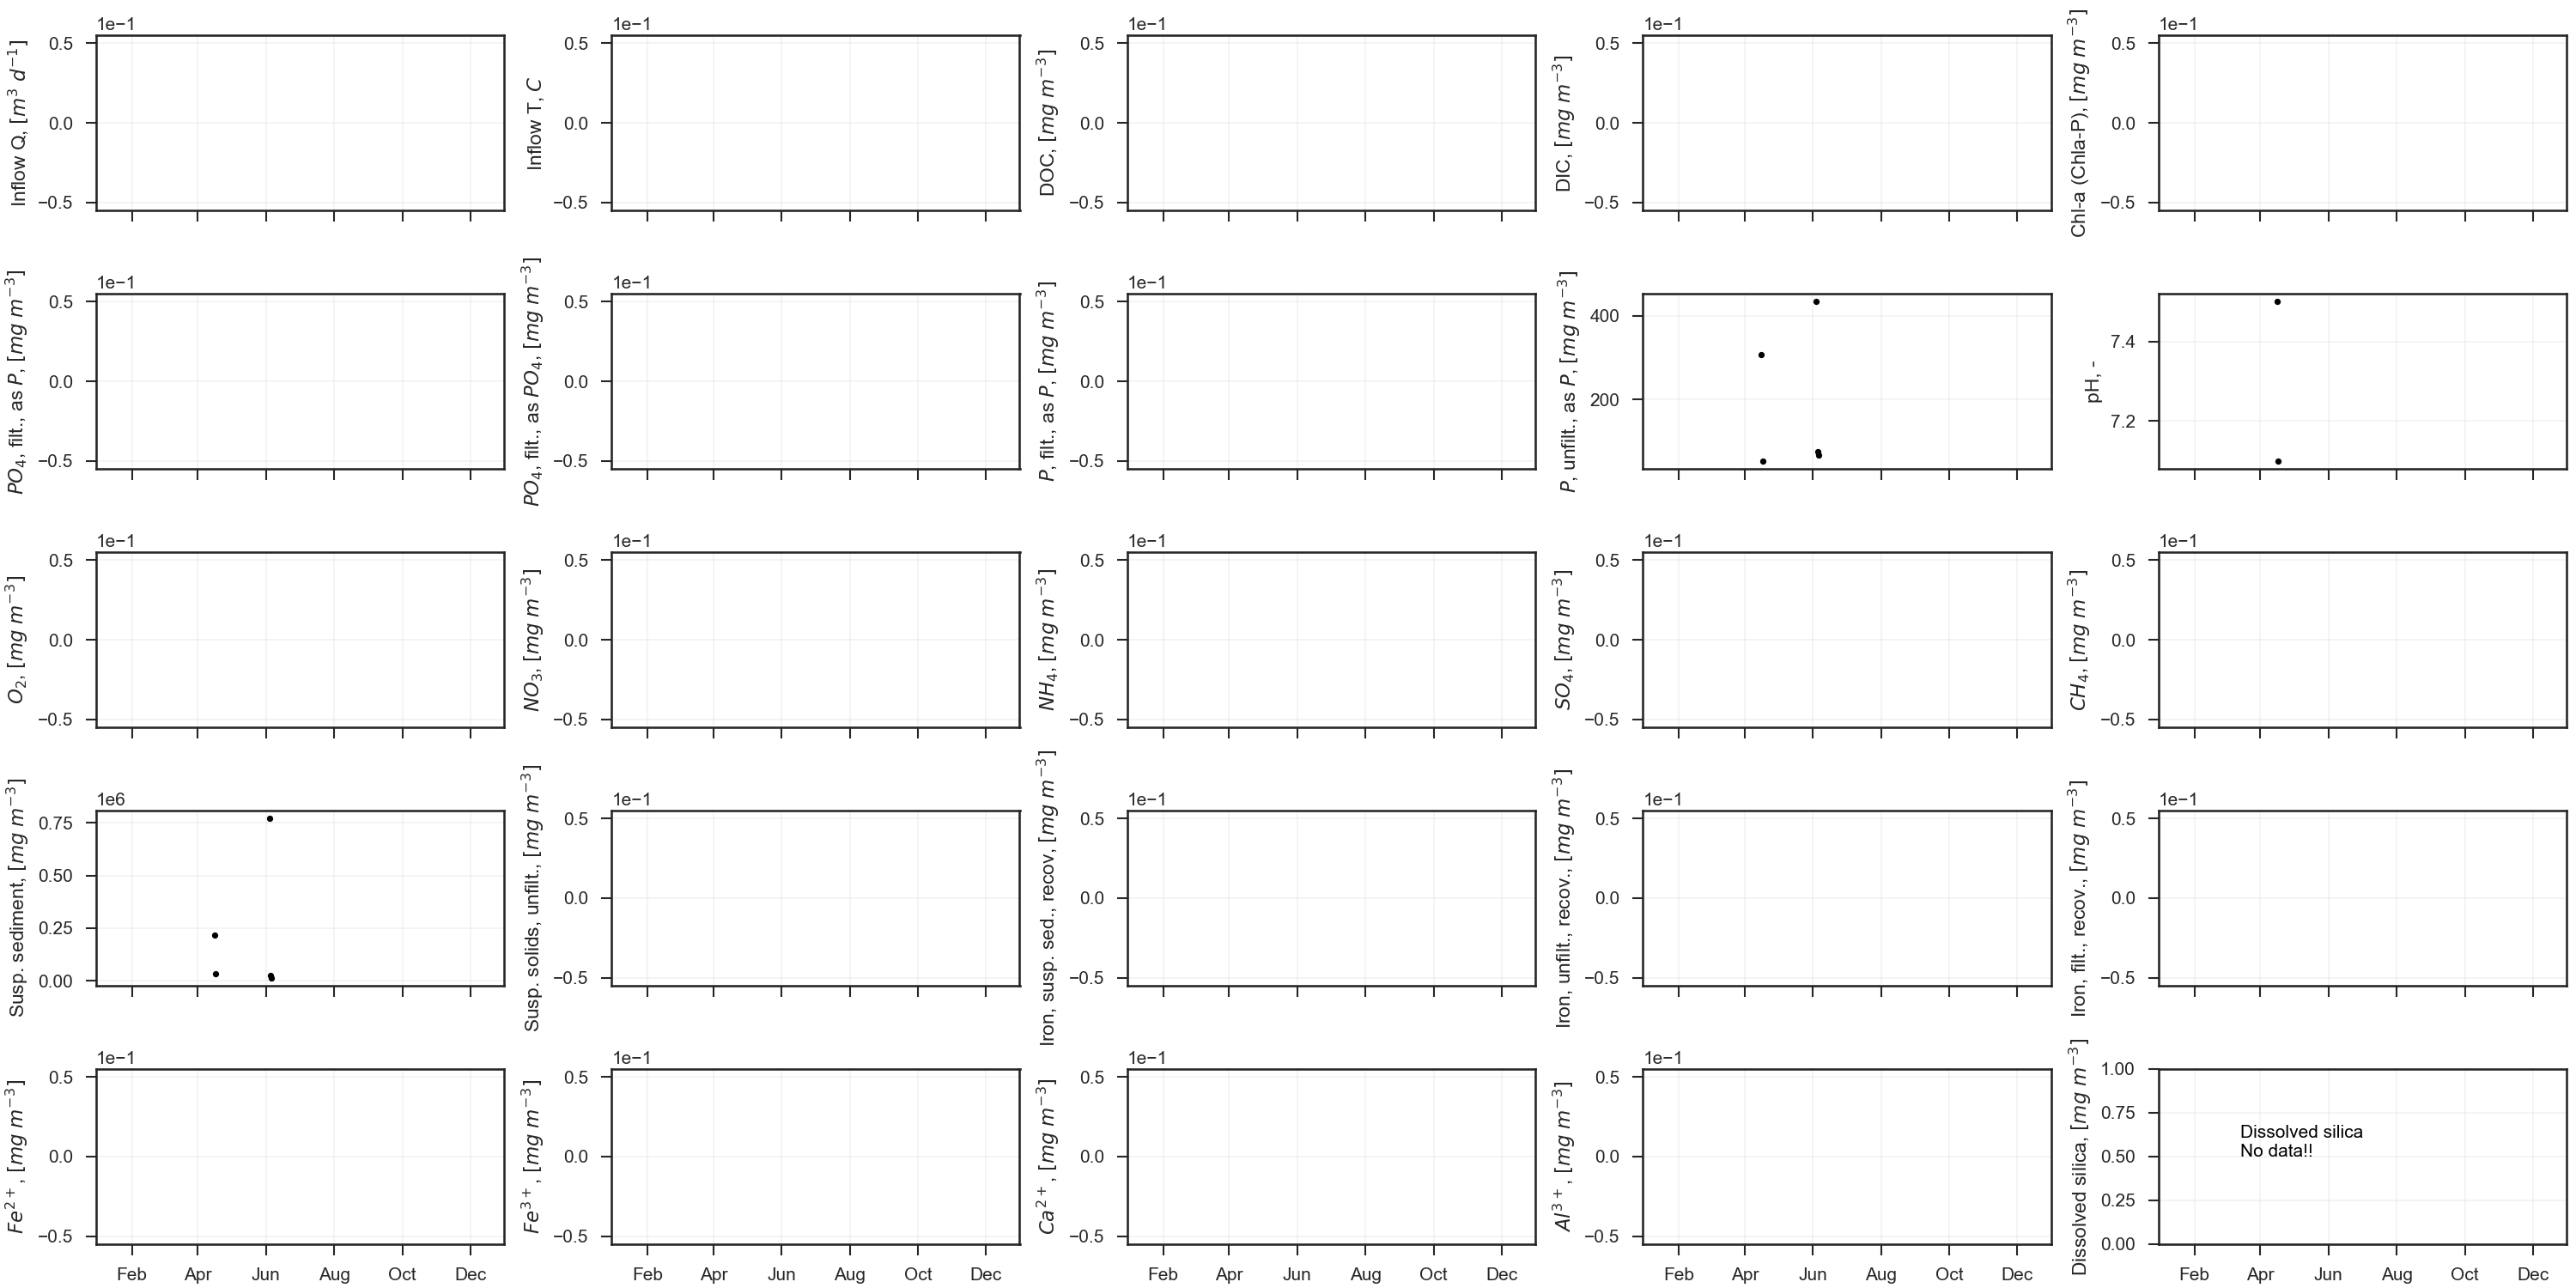 1e−1 1e−1 1e−1 1e−1 1e−1
Inflow Q, [m³ d⁻¹] 0.5 0.0 −0.5
Inflow T, C 0.5 0.0 −0.5
DOC, [mg m⁻³] 0.5 0.0 −0.5
DIC, [mg m⁻³] 0.5 0.0 −0.5
Chl-a (Chla-P), [mg m⁻³] 0.5 0.0 −0.5
1e−1 1e−1 1e−1
PO₄, filt., as P, [mg m⁻³] 0.5 0.0 −0.5
PO₄, filt., as PO₄, [mg m⁻³] 0.5 0.0 −0.5
P, filt., as P, [mg m⁻³] 0.5 0.0 −0.5
P, unfilt., as P, [mg m⁻³] 400 200
pH, - 7.4 7.2
1e−1 1e−1 1e−1 1e−1 1e−1
O₂, [mg m⁻³] 0.5 0.0 −0.5
NO₃, [mg m⁻³] 0.5 0.0 −0.5
NH₄, [mg m⁻³] 0.5 0.0 −0.5
SO₄, [mg m⁻³] 0.5 0.0 −0.5
CH₄, [mg m⁻³] 0.5 0.0 −0.5
1e6 1e−1 1e−1 1e−1 1e−1
Susp. sediment, [mg m⁻³] 0.75 0.50 0.25 0.00
Susp. solids, unfilt., [mg m⁻³] 0.5 0.0 −0.5
Iron, susp. sed., recov, [mg m⁻³] 0.5 0.0 −0.5
Iron, unfilt., recov., [mg m⁻³] 0.5 0.0 −0.5
Iron, filt., recov., [mg m⁻³] 0.5 0.0 −0.5
1e−1 1e−1 1e−1 1e−1
Fe²⁺, [mg m⁻³] 0.5 0.0 −0.5
Fe³⁺, [mg m⁻³] 0.5 0.0 −0.5
Ca²⁺, [mg m⁻³] 0.5 0.0 −0.5
Al³⁺, [mg m⁻³] 0.5 0.0 −0.5
Dissolved silica, [mg m⁻³] 1.00 0.75 0.50 0.25 0.00
Dissolved silica
No data!!
Feb Apr Jun Aug Oct Dec
Feb Apr Jun Aug Oct Dec
Feb Apr Jun Aug Oct Dec
Feb Apr Jun Aug Oct Dec
Feb Apr Jun Aug Oct Dec